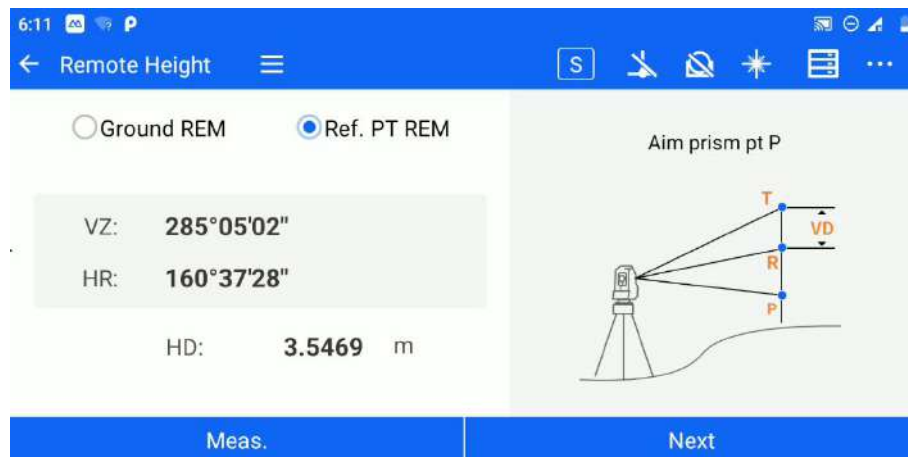 6:11
Remote Height
S
Ground REM
Ref. PT REM
VZ: 285°05'02"
HR: 160°37'28"
HD: 3.5469 m
Aim prism pt P
T
VD
R
P
Meas.
Next